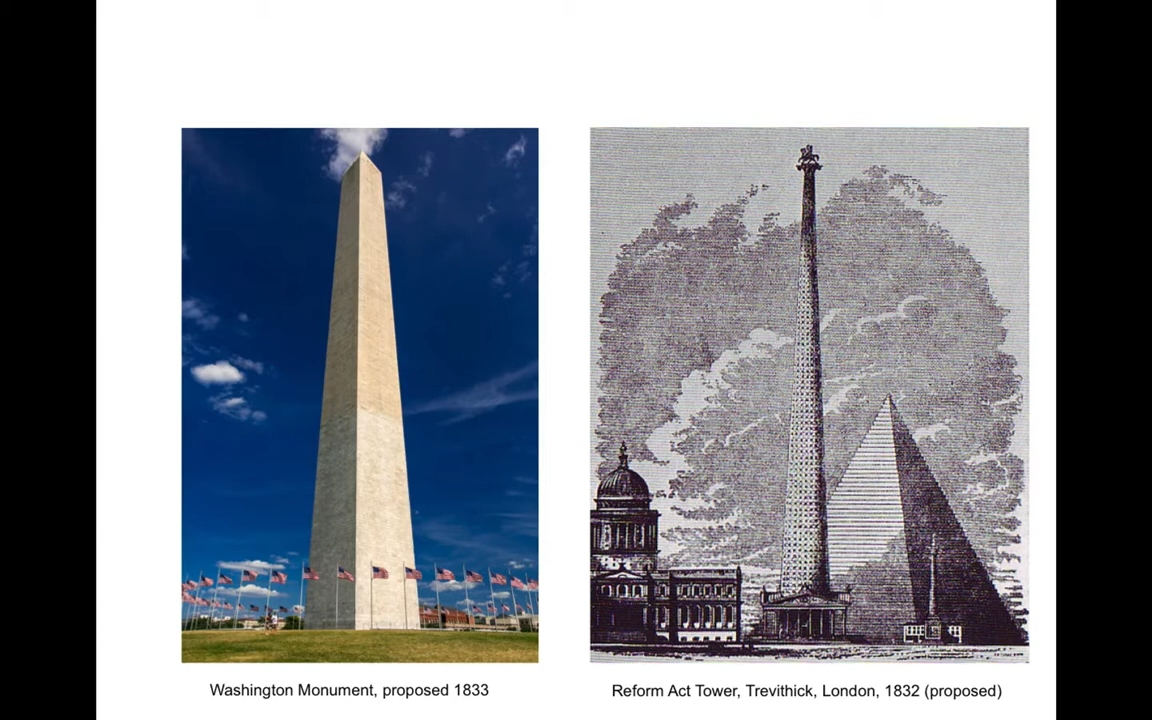 Washington Monument, proposed 1833
Reform Act Tower, Trevithick, London, 1832 (proposed)